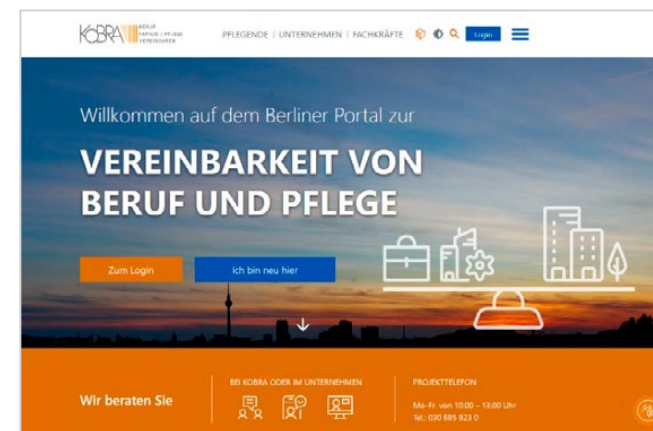 KOBRA
BERUF
FAMILIE / PFLEGE
VEREINBAREN
PFLEGENDE | UNTERNEHMEN | FACHKRÄFTE
Login
Willkommen auf dem Berliner Portal zur
VEREINBARKEIT VON
BERUF UND PFLEGE
Zum Login
Ich bin neu hier
Wir beraten Sie
BEI KOBRA ODER IM UNTERNEHMEN
PROJEKTTELEFON
Mo-Fr. von 10:00 – 13:00 Uhr
Tel.: 030 695 923 0